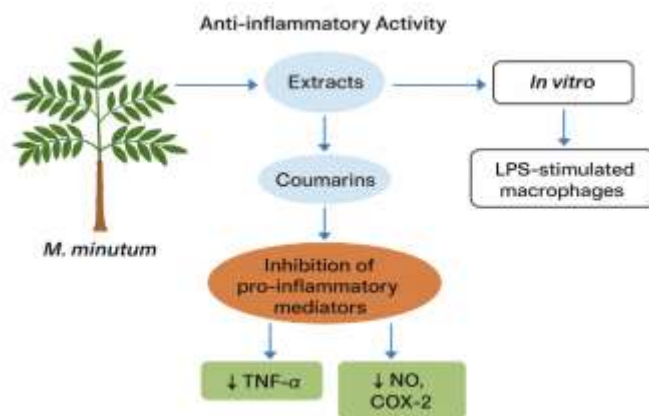 Anti-inflammatory Activity
Extracts
In vitro
Coumarins
LPS-stimulated
macrophages
M. minutum
Inhibition of
pro-inflammatory
mediators
↓ TNF-α
↓ NO,
COX-2